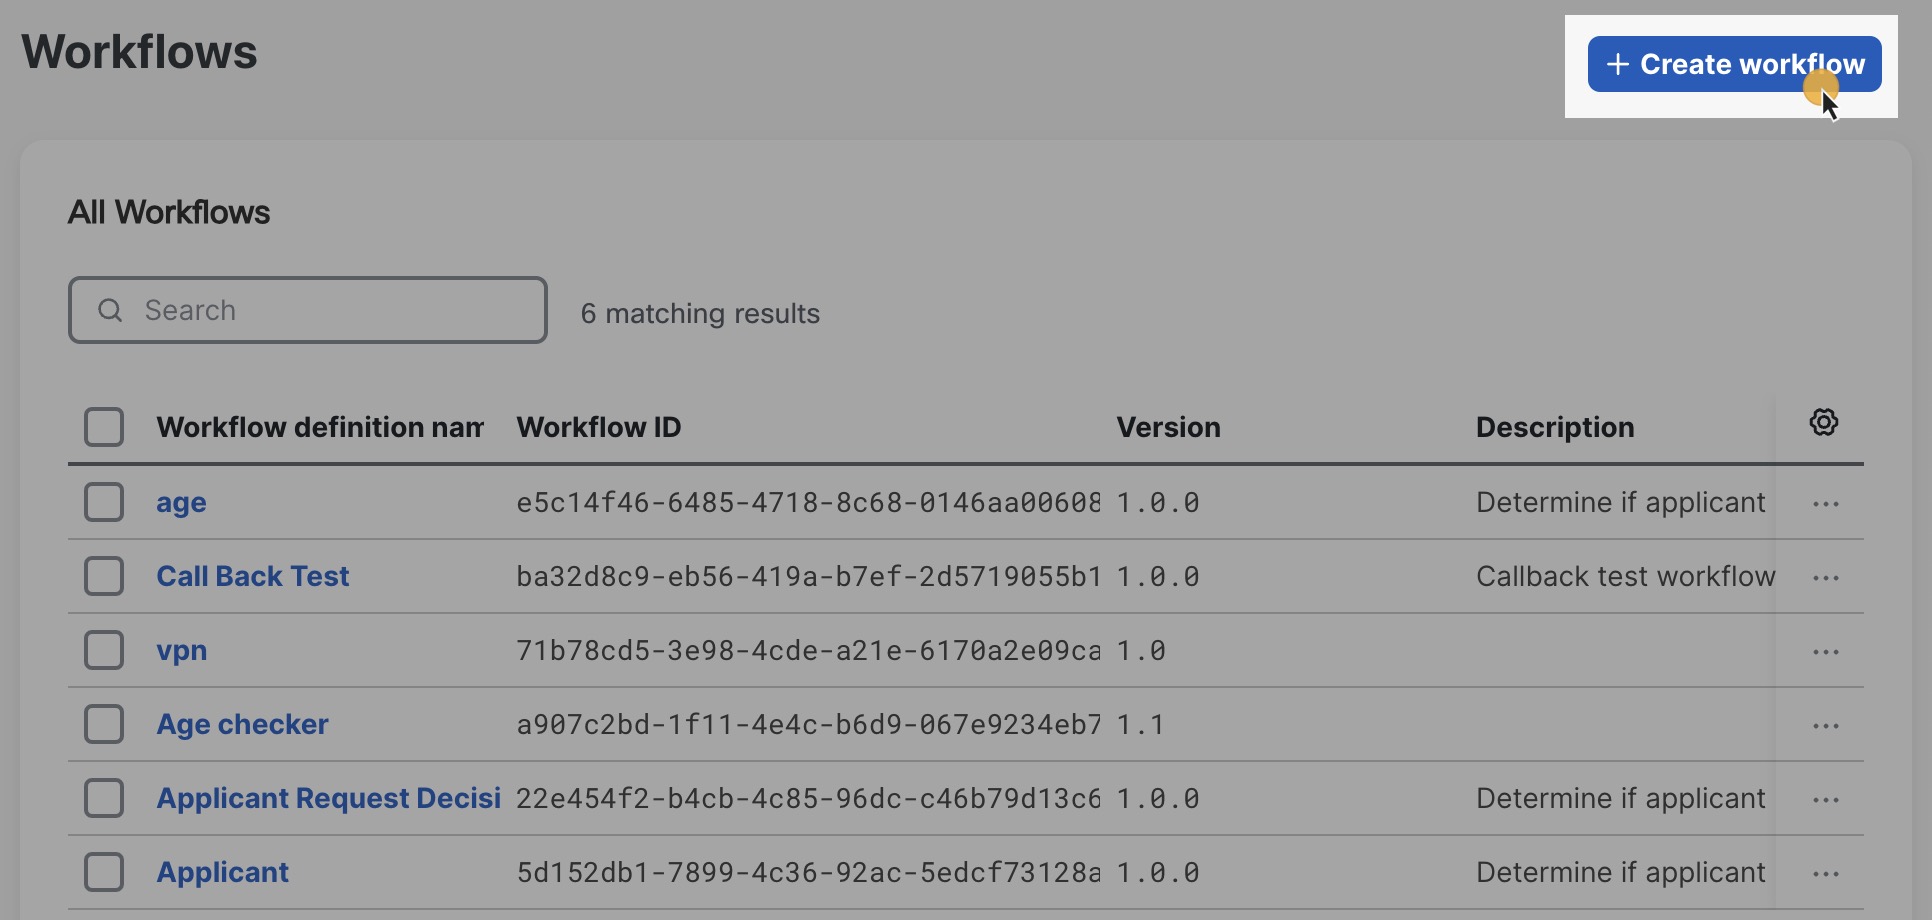 Workflows
+ Create workflow
All Workflows
Search
6 matching results
Workflow definition nam Workflow ID Version Description
age e5c14f46-6485-4718-8c68-0146aa00608 1.0.0 Determine if applicant
Call Back Test ba32d8c9-eb56-419a-b7ef-2d5719055b1 1.0.0 Callback test workflow
vpn 71b78cd5-3e98-4cde-a21e-6170a2e09ca 1.0
Age checker a907c2bd-1f11-4e4c-b6d9-067e9234eb7 1.1
Applicant Request Decisi 22e454f2-b4cb-4c85-96dc-c46b79d13c6 1.0.0 Determine if applicant
Applicant 5d152db1-7899-4c36-92ac-5edcf73128a 1.0.0 Determine if applicant